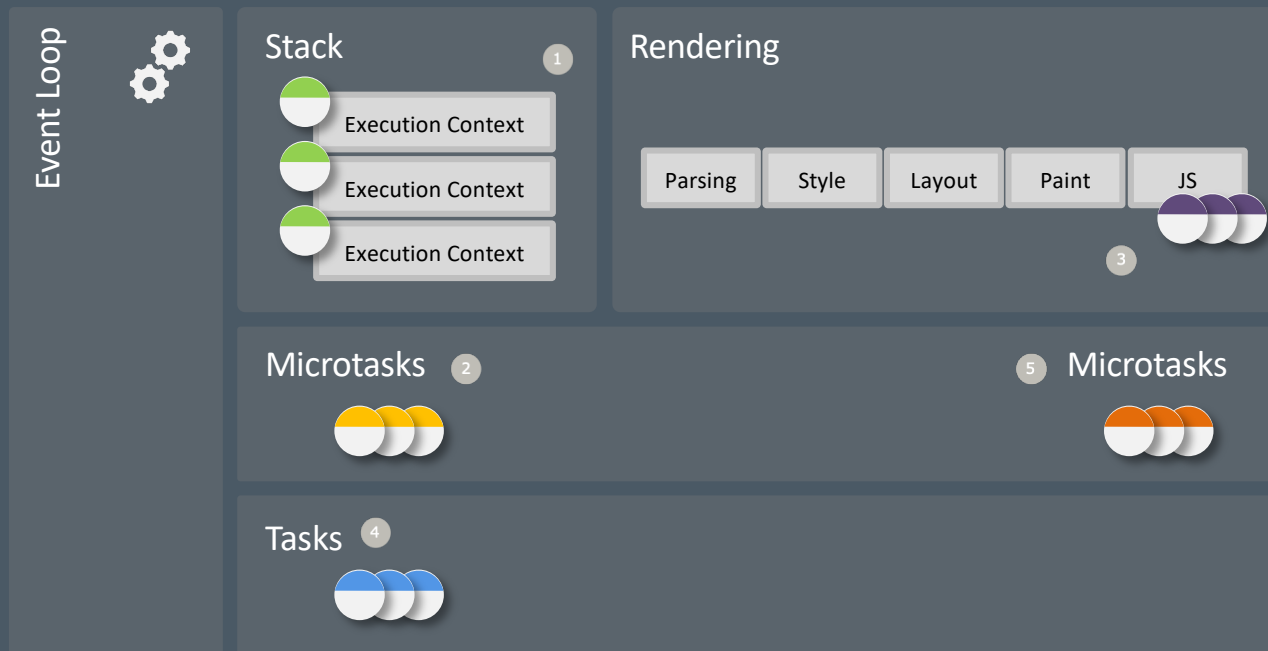 Event Loop
Stack
1
Execution Context
Execution Context
Execution Context
Rendering
Parsing
Style
Layout
Paint
JS
3
Microtasks
2
5
Microtasks
Tasks
4